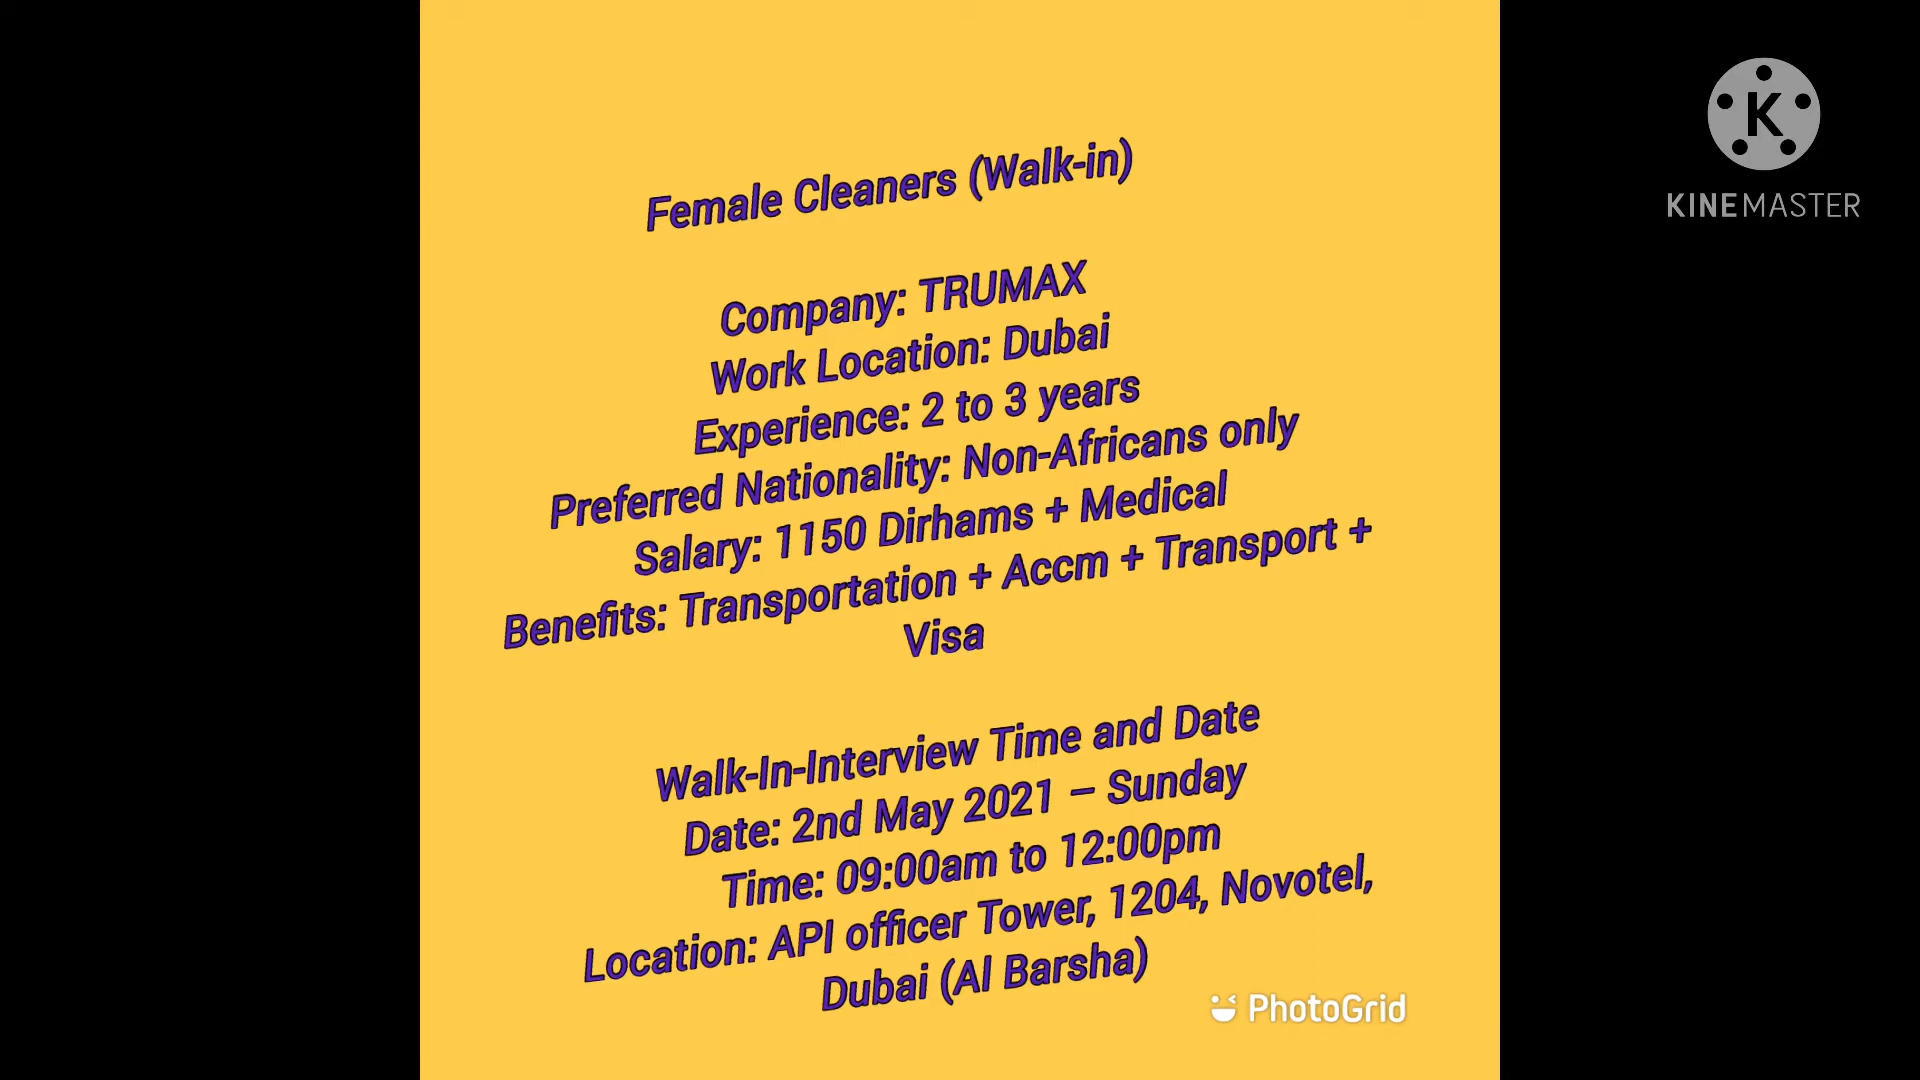 Female Cleaners (Walk-in)
Company: TRUMAX
Work Location: Dubai
Experience: 2 to 3 years
Preferred Nationality: Non-Africans only
Salary: 1150 Dirhams + Medical
Benefits: Transportation + Accm + Transport +
Visa
Walk-In-Interview Time and Date
Date: 2nd May 2021 – Sunday
Time: 09:00am to 12:00pm
Location: API officer Tower, 1204, Novotel,
Dubai (Al Barsha)
PhotoGrid
K
KINEMASTER